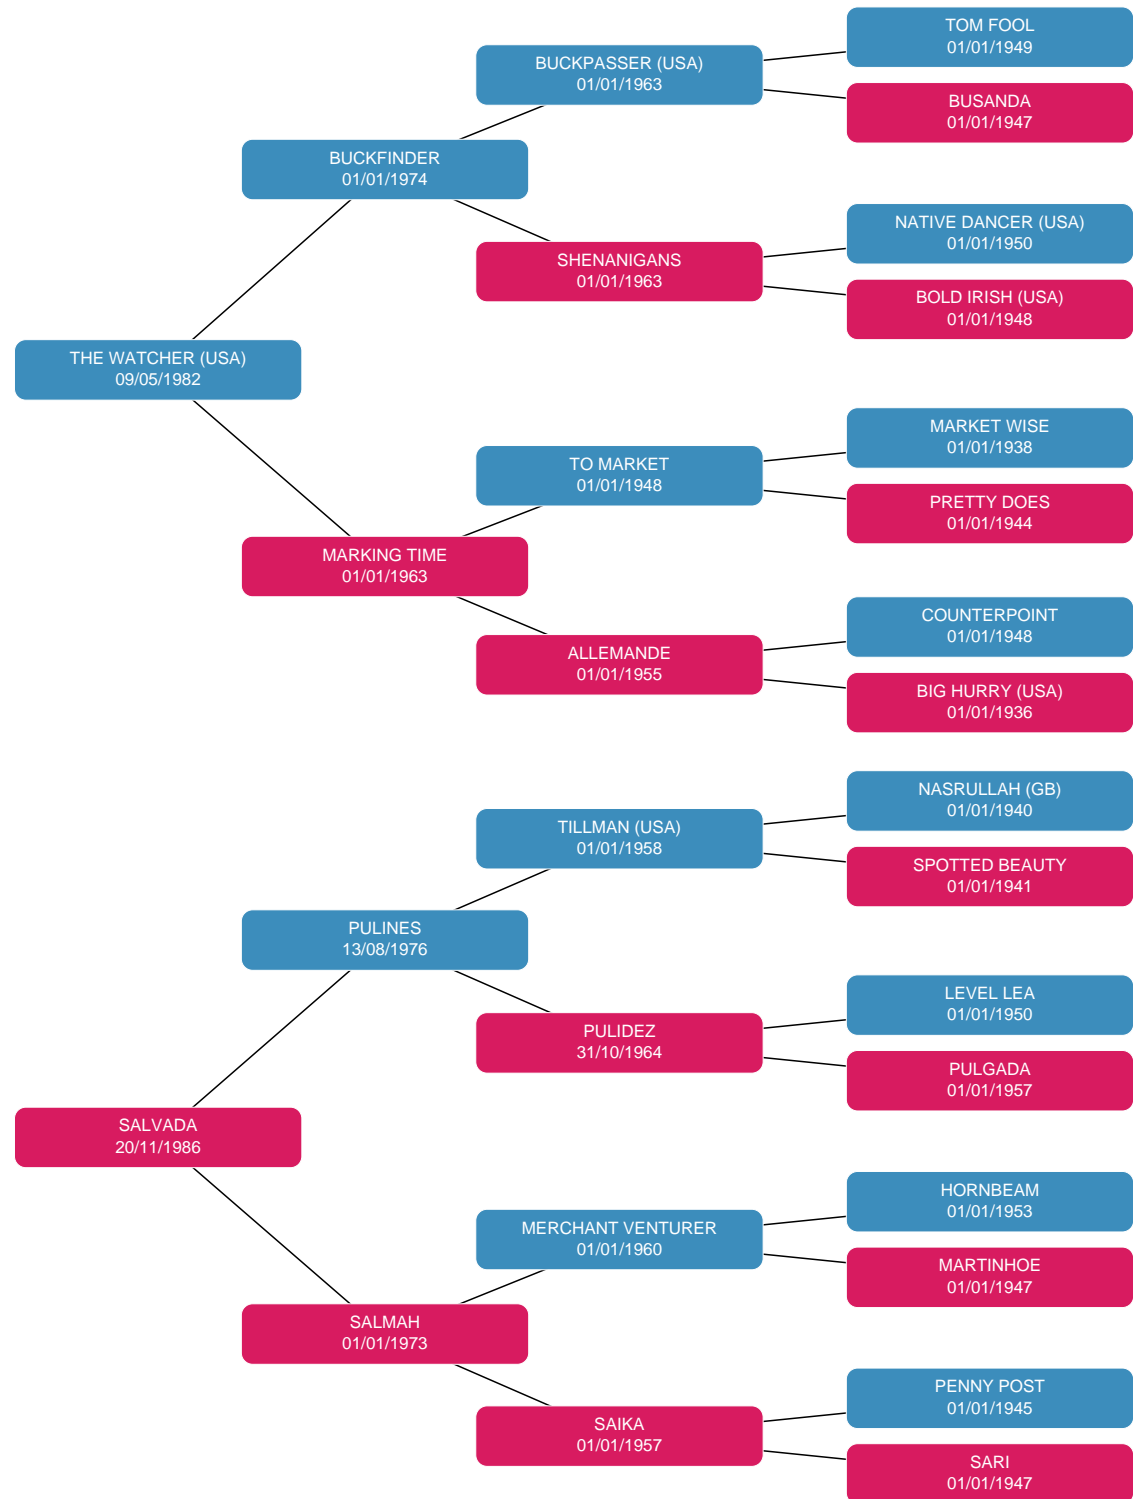 TOM FOOL
01/01/1949
BUCKPASSER (USA)
01/01/1963
BUSANDA
01/01/1947
BUCKFINDER
01/01/1974
NATIVE DANCER (USA)
01/01/1950
SHENANIGANS
01/01/1963
BOLD IRISH (USA)
01/01/1948
THE WATCHER (USA)
09/05/1982
MARKET WISE
01/01/1938
TO MARKET
01/01/1948
PRETTY DOES
01/01/1944
MARKING TIME
01/01/1963
COUNTERPOINT
01/01/1948
ALLEMANDE
01/01/1955
BIG HURRY (USA)
01/01/1936
NASRULLAH (GB)
01/01/1940
TILLMAN (USA)
01/01/1958
SPOTTED BEAUTY
01/01/1941
PULINES
13/08/1976
LEVEL LEA
01/01/1950
PULIDEZ
31/10/1964
PULGADA
01/01/1957
SALVADA
20/11/1986
HORNBEAM
01/01/1953
MERCHANT VENTURER
01/01/1960
MARTINHOE
01/01/1947
SALMAH
01/01/1973
PENNY POST
01/01/1945
SAIKA
01/01/1957
SARI
01/01/1947